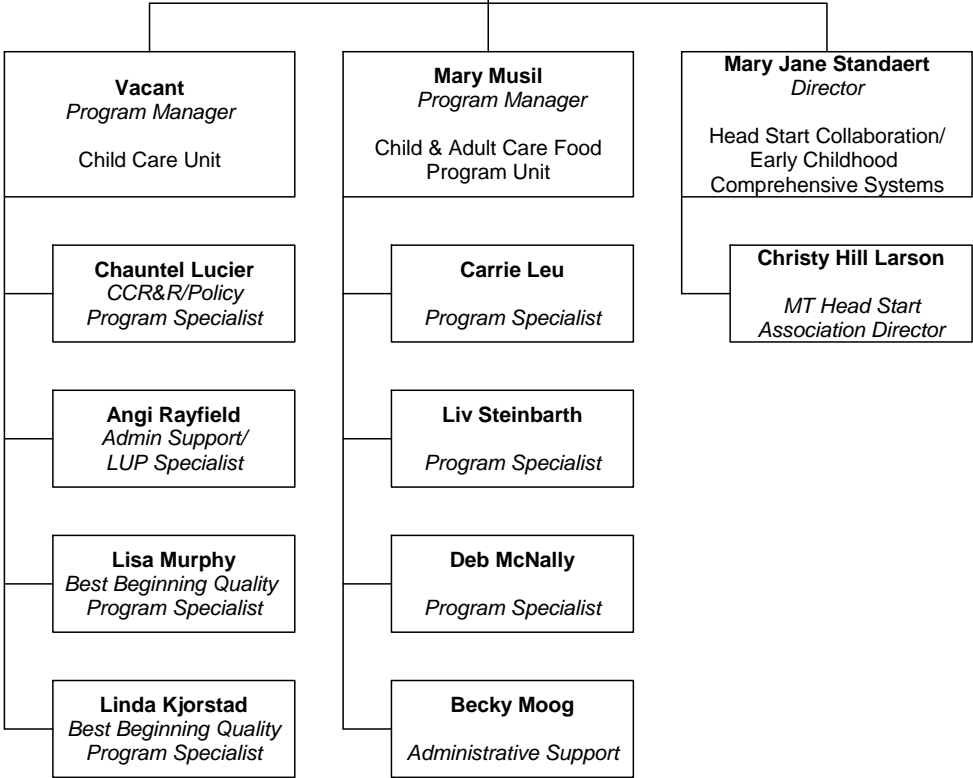 Vacant
Program Manager
Child Care Unit
Mary Musil
Program Manager
Child & Adult Care Food
Program Unit
Mary Jane Standaert
Director
Head Start Collaboration/
Early Childhood
Comprehensive Systems
Chauntel Lucier
CCR&R/Policy
Program Specialist
Carrie Leu
Program Specialist
Christy Hill Larson
MT Head Start
Association Director
Angi Rayfield
Admin Support/
LUP Specialist
Liv Steinbarth
Program Specialist
Lisa Murphy
Best Beginning Quality
Program Specialist
Deb McNally
Program Specialist
Linda Kjorstad
Best Beginning Quality
Program Specialist
Becky Moog
Administrative Support